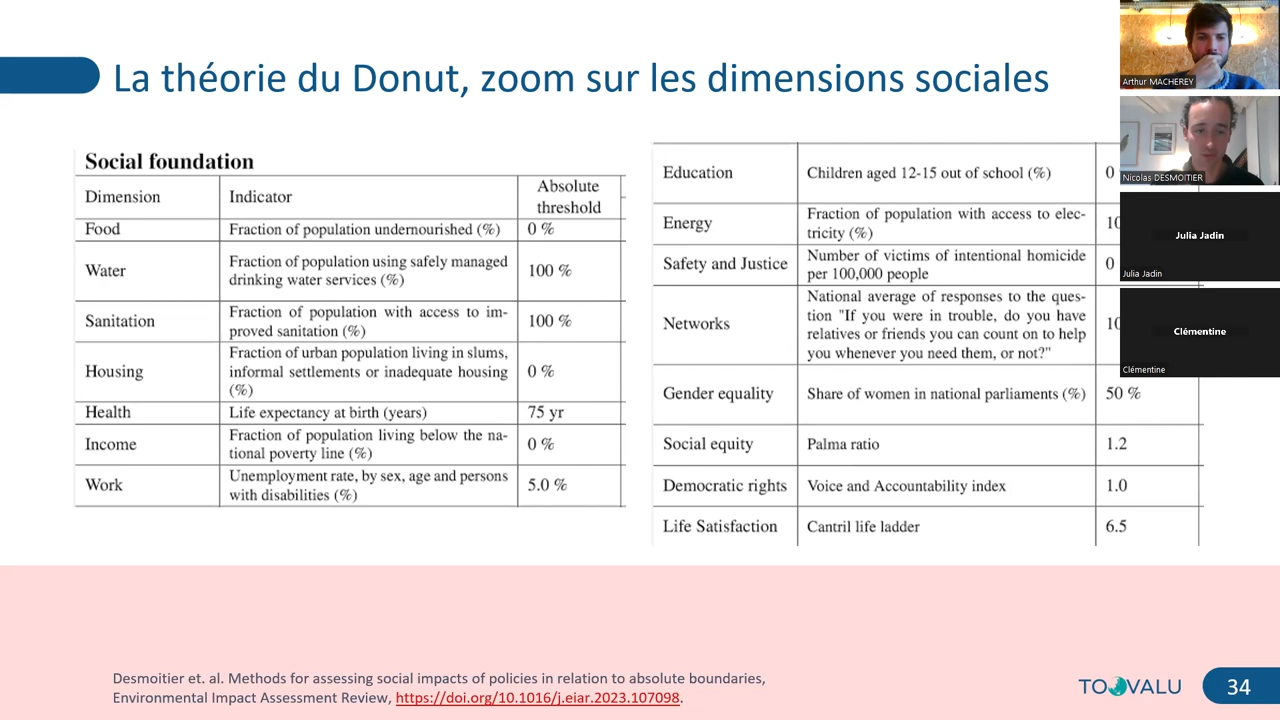 La théorie du Donut, zoom sur les dimensions sociales
Social foundation
Dimension Indicator Absolute threshold
Food Fraction of population undernourished (%) 0 %
Water Fraction of population using safely managed
drinking water services (%) 100 %
Sanitation Fraction of population with access to im-
proved sanitation (%) 100 %
Housing Fraction of urban population living in slums,
informal settlements or inadequate housing
(%) 0 %
Health Life expectancy at birth (years) 75 yr
Income Fraction of population living below the na-
tional poverty line (%) 0 %
Work Unemployment rate, by sex, age and persons
with disabilities (%) 5.0 %
Education Children aged 12-15 out of school (%) 0
Energy Fraction of population with access to elec-
tricity (%) 10
Safety and Justice Number of victims of intentional homicide
per 100,000 people 0
Networks National average of responses to the ques-
tion "If you were in trouble, do you have
relatives or friends you can count on to help
you whenever you need them, or not?" 10
Gender equality Share of women in national parliaments (%) 50 %
Social equity Palma ratio 1.2
Democratic rights Voice and Accountability index 1.0
Life Satisfaction Cantril life ladder 6.5
Arthur MACHEREY
Nicolas DESMOITIER
Julia Jadin
Julia Jadin
Clémentine
Clémentine
Desmoitier et. al. Methods for assessing social impacts of policies in relation to absolute boundaries,
Environmental Impact Assessment Review, https://doi.org/10.1016/j.eiar.2023.107098.
TOOVALU
34